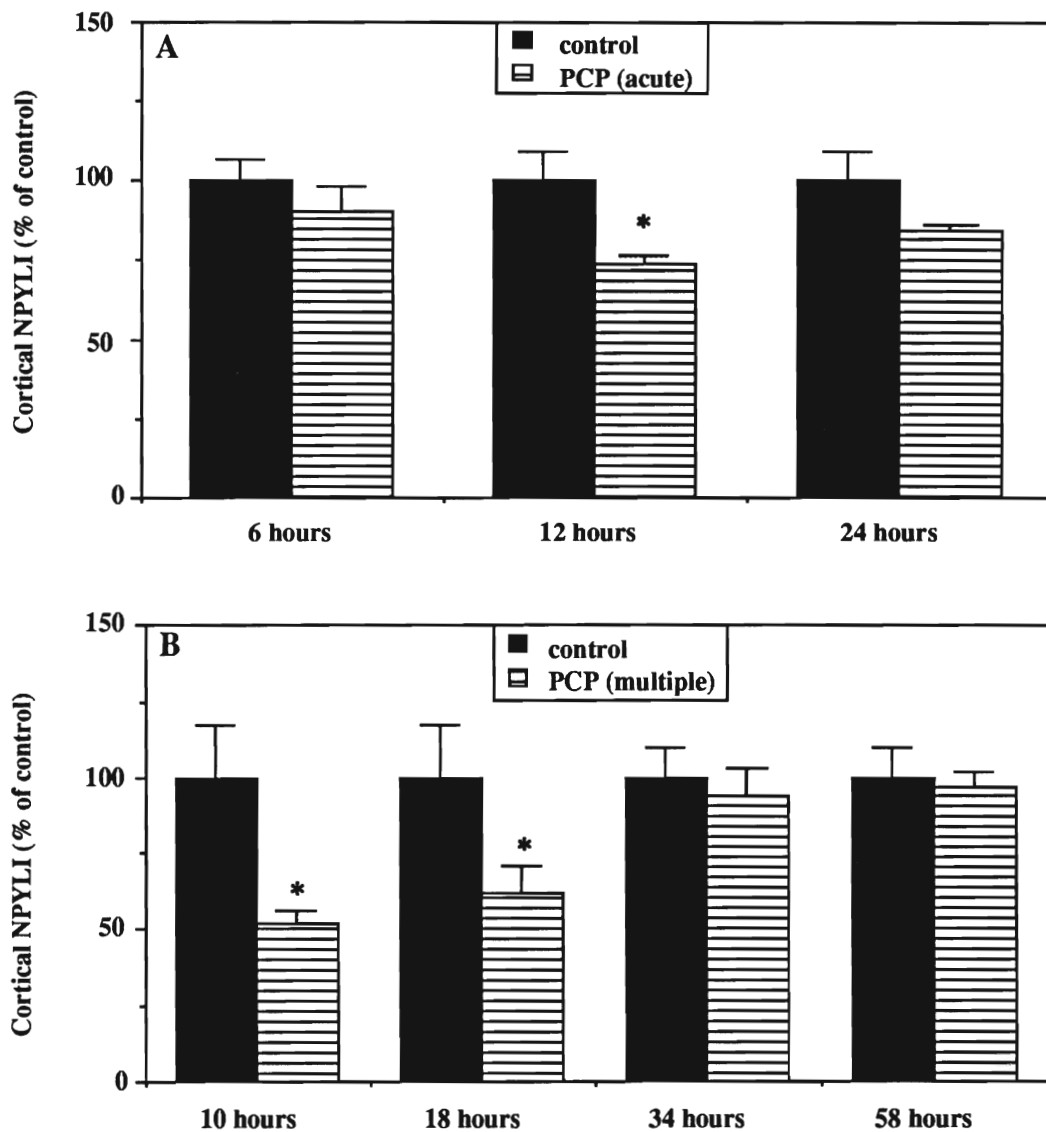 A
control
PCP (acute)
Cortical NPYLI (% of control)
150
100
50
0
6 hours 12 hours 24 hours
*
B
control
PCP (multiple)
Cortical NPYLI (% of control)
150
100
50
0
* *
10 hours 18 hours 34 hours 58 hours